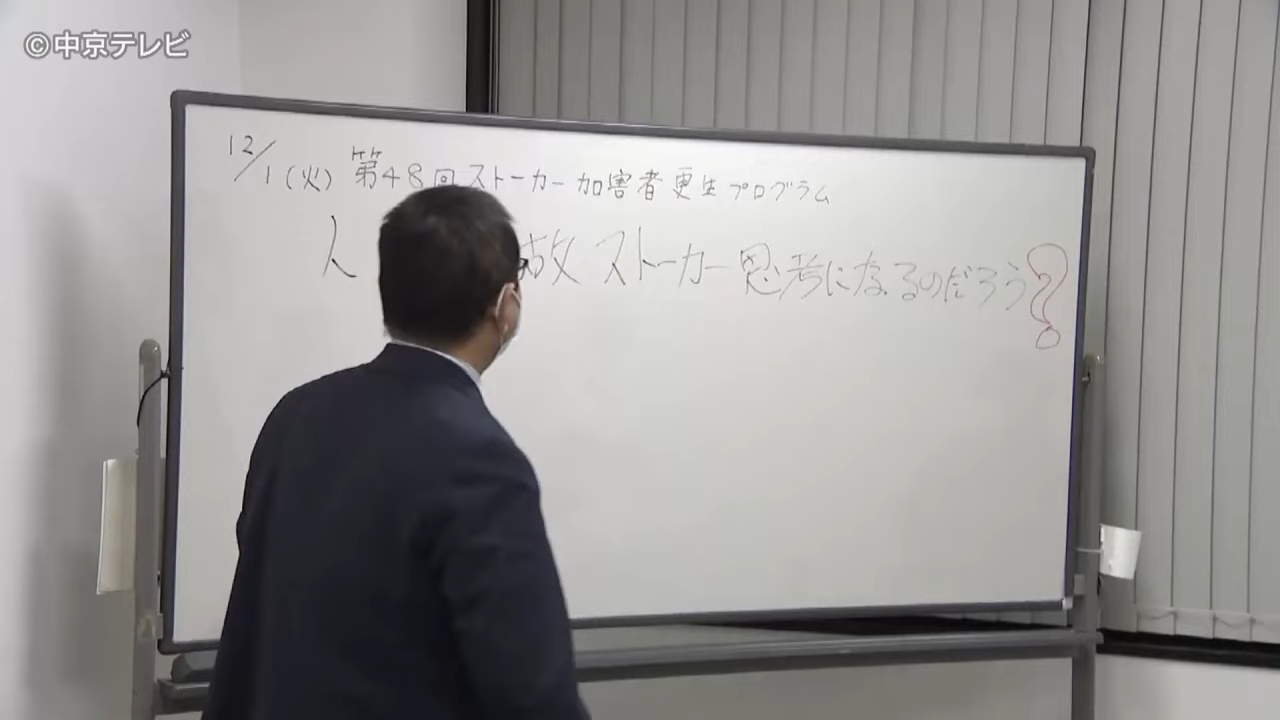 ©中京テレビ
12/1(火) 第48回ストーカー加害者更生プログラム
人 故 ストーカー思考になるのだろう?